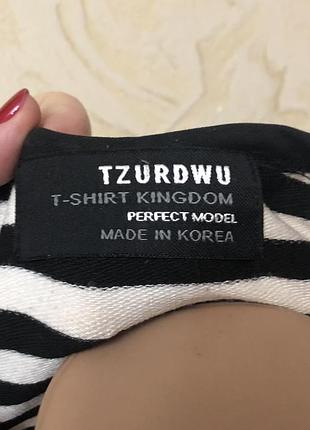 TZURDWU
T-SHIRT KINGDOM
PERFECT MODEL
MADE IN KOREA